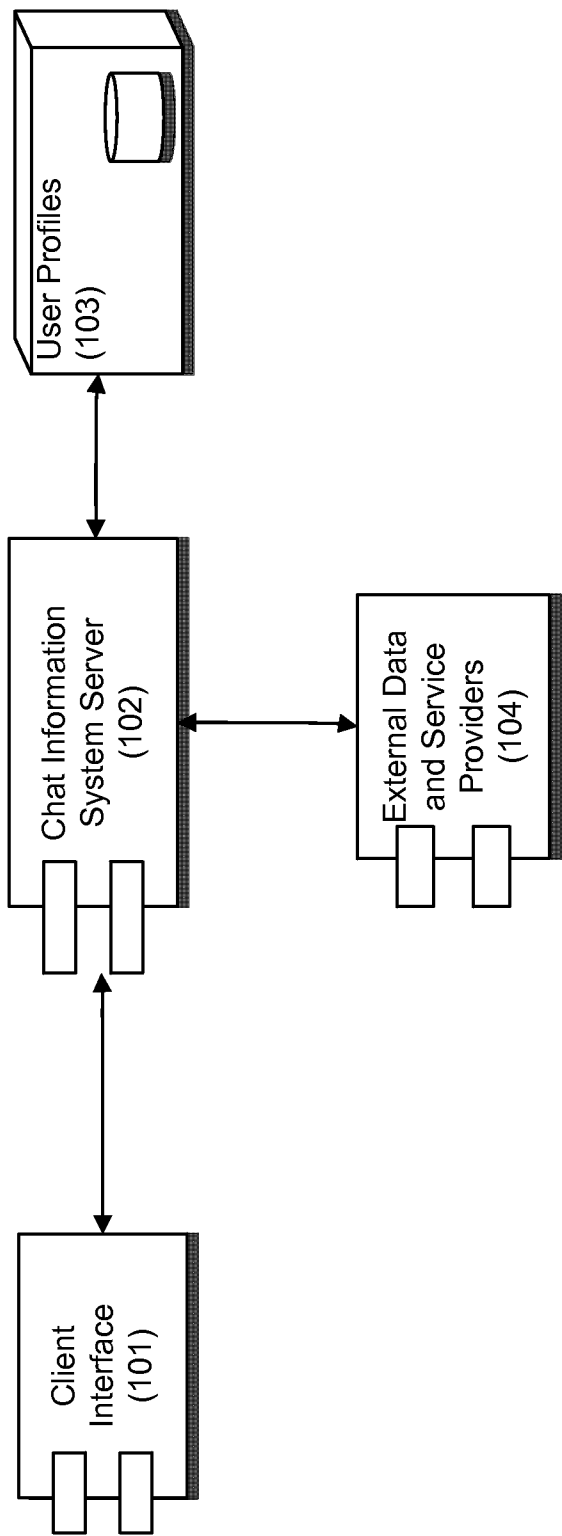 Client
Interface
(101)
Chat Information
System Server
(102)
User Profiles
(103)
External Data
and Service
Providers
(104)